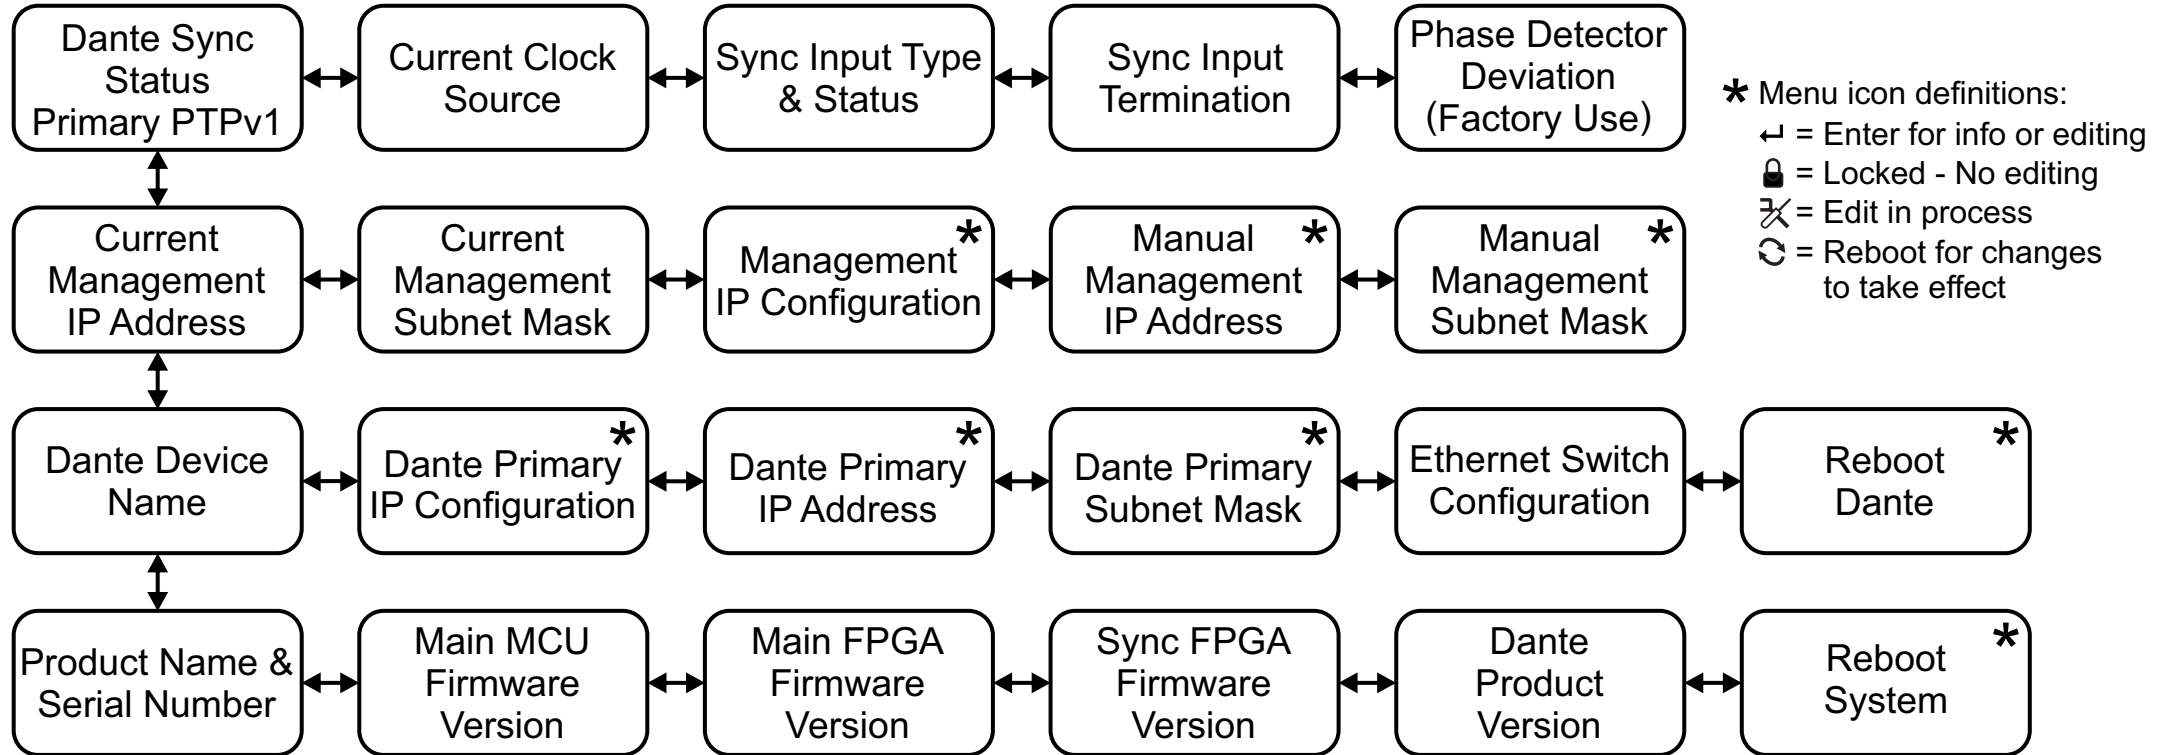 Dante Sync
Status
Primary PTPv1
Current Clock
Source
Sync Input Type
& Status
Sync Input
Termination
Phase Detector
Deviation
(Factory Use)
* Menu icon definitions:
↵ = Enter for info or editing
= Locked - No editing
= Edit in process
= Reboot for changes
to take effect
Current
Management
IP Address
Current
Management
Subnet Mask
*
Management
IP Configuration
Manual *
Management
IP Address
Manual *
Management
Subnet Mask
Dante Device
Name
*
Dante Primary
IP Configuration
*
Dante Primary
IP Address
*
Dante Primary
Subnet Mask
Ethernet Switch
Configuration
*
Reboot
Dante
Product Name &
Serial Number
Main MCU
Firmware
Version
Main FPGA
Firmware
Version
Sync FPGA
Firmware
Version
Dante
Product
Version
*
Reboot
System